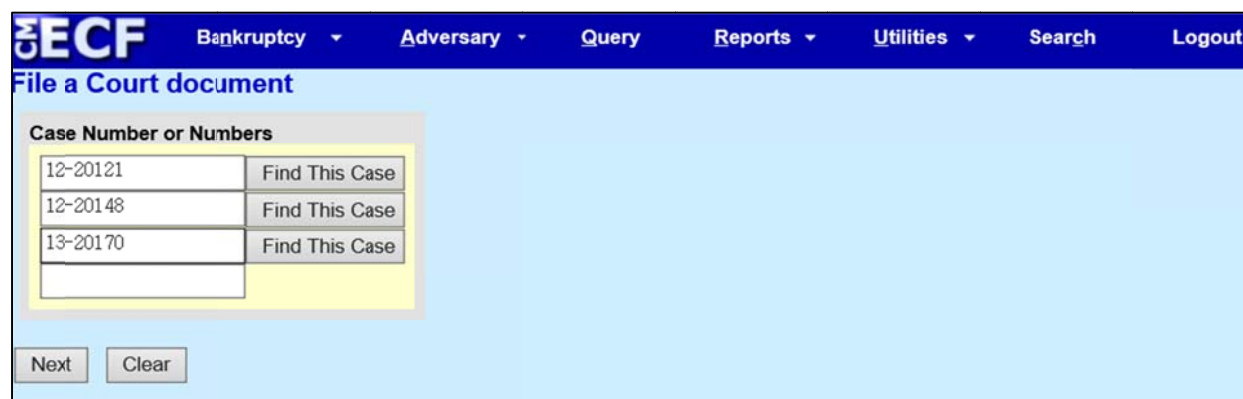 CM ECF Bankruptcy Adversary Query Reports Utilities Search Logout
File a Court document
Case Number or Numbers
12-20121 Find This Case
12-20148 Find This Case
13-20170 Find This Case
Next Clear